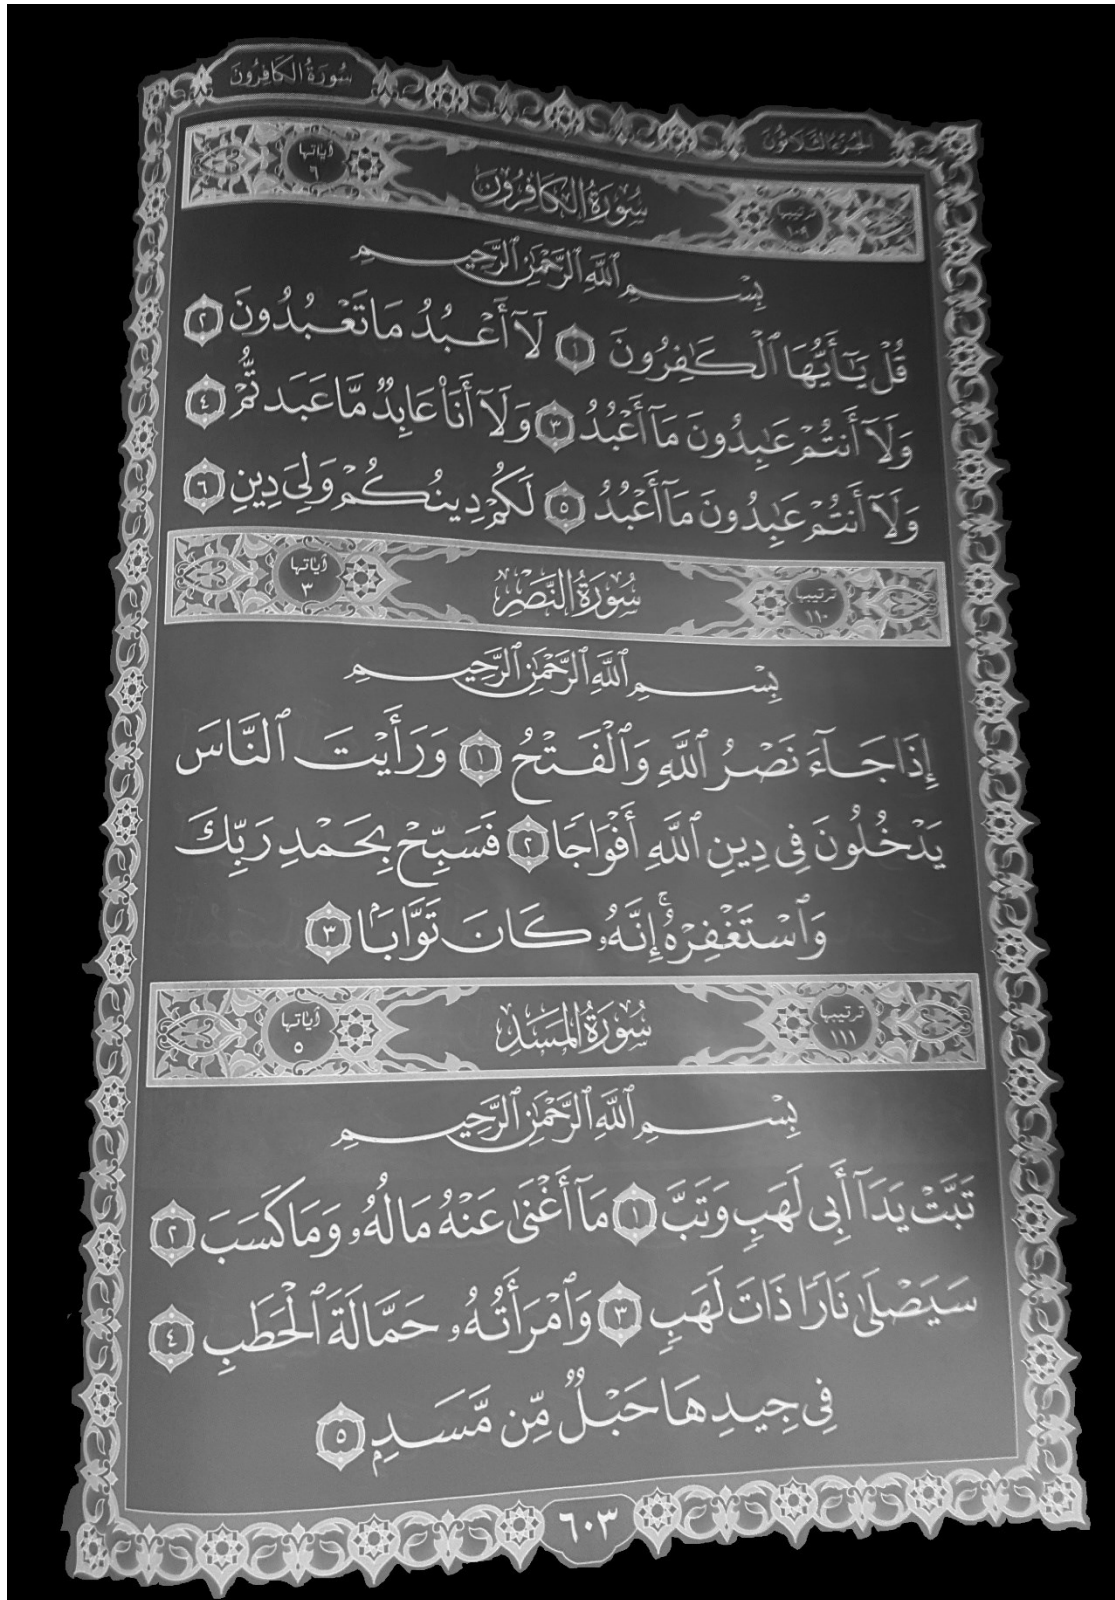 الجزء الثلاثون
سورة الكافرون
ترتيبها ١٠٩
سُورَةُ الكَافِرُونَ
آياتها ٦
بِسْمِ ٱللَّهِ ٱلرَّحْمَٰنِ ٱلرَّحِيمِ
قُلْ يَٰٓأَيُّهَا ٱلْكَٰفِرُونَ ١ لَآ أَعْبُدُ مَا تَعْبُدُونَ ٢
وَلَآ أَنتُمْ عَٰبِدُونَ مَآ أَعْبُدُ ٣ وَلَآ أَنَا۠ عَابِدٌ مَّا عَبَدتُّمْ ٤
وَلَآ أَنتُمْ عَٰبِدُونَ مَآ أَعْبُدُ ٥ لَكُمْ دِينُكُمْ وَلِىَ دِينِ ٦
ترتيبها ١١٠
سُورَةُ النَّصْرِ
آياتها ٣
بِسْمِ ٱللَّهِ ٱلرَّحْمَٰنِ ٱلرَّحِيمِ
إِذَا جَآءَ نَصْرُ ٱللَّهِ وَٱلْفَتْحُ ١ وَرَأَيْتَ ٱلنَّاسَ
يَدْخُلُونَ فِى دِينِ ٱللَّهِ أَفْوَاجًا ٢ فَسَبِّحْ بِحَمْدِ رَبِّكَ
وَٱسْتَغْفِرْهُ ۚ إِنَّهُۥ كَانَ تَوَّابَۢا ٣
ترتيبها ١١١
سُورَةُ المَسَدِ
آياتها ٥
بِسْمِ ٱللَّهِ ٱلرَّحْمَٰنِ ٱلرَّحِيمِ
تَبَّتْ يَدَآ أَبِى لَهَبٍ وَتَبَّ ١ مَآ أَغْنَىٰ عَنْهُ مَالُهُۥ وَمَا كَسَبَ ٢
سَيَصْلَىٰ نَارًا ذَاتَ لَهَبٍ ٣ وَٱمْرَأَتُهُۥ حَمَّالَةَ ٱلْحَطَبِ ٤
فِى جِيدِهَا حَبْلٌ مِّن مَّسَدٍۭ ٥
٦٠٣